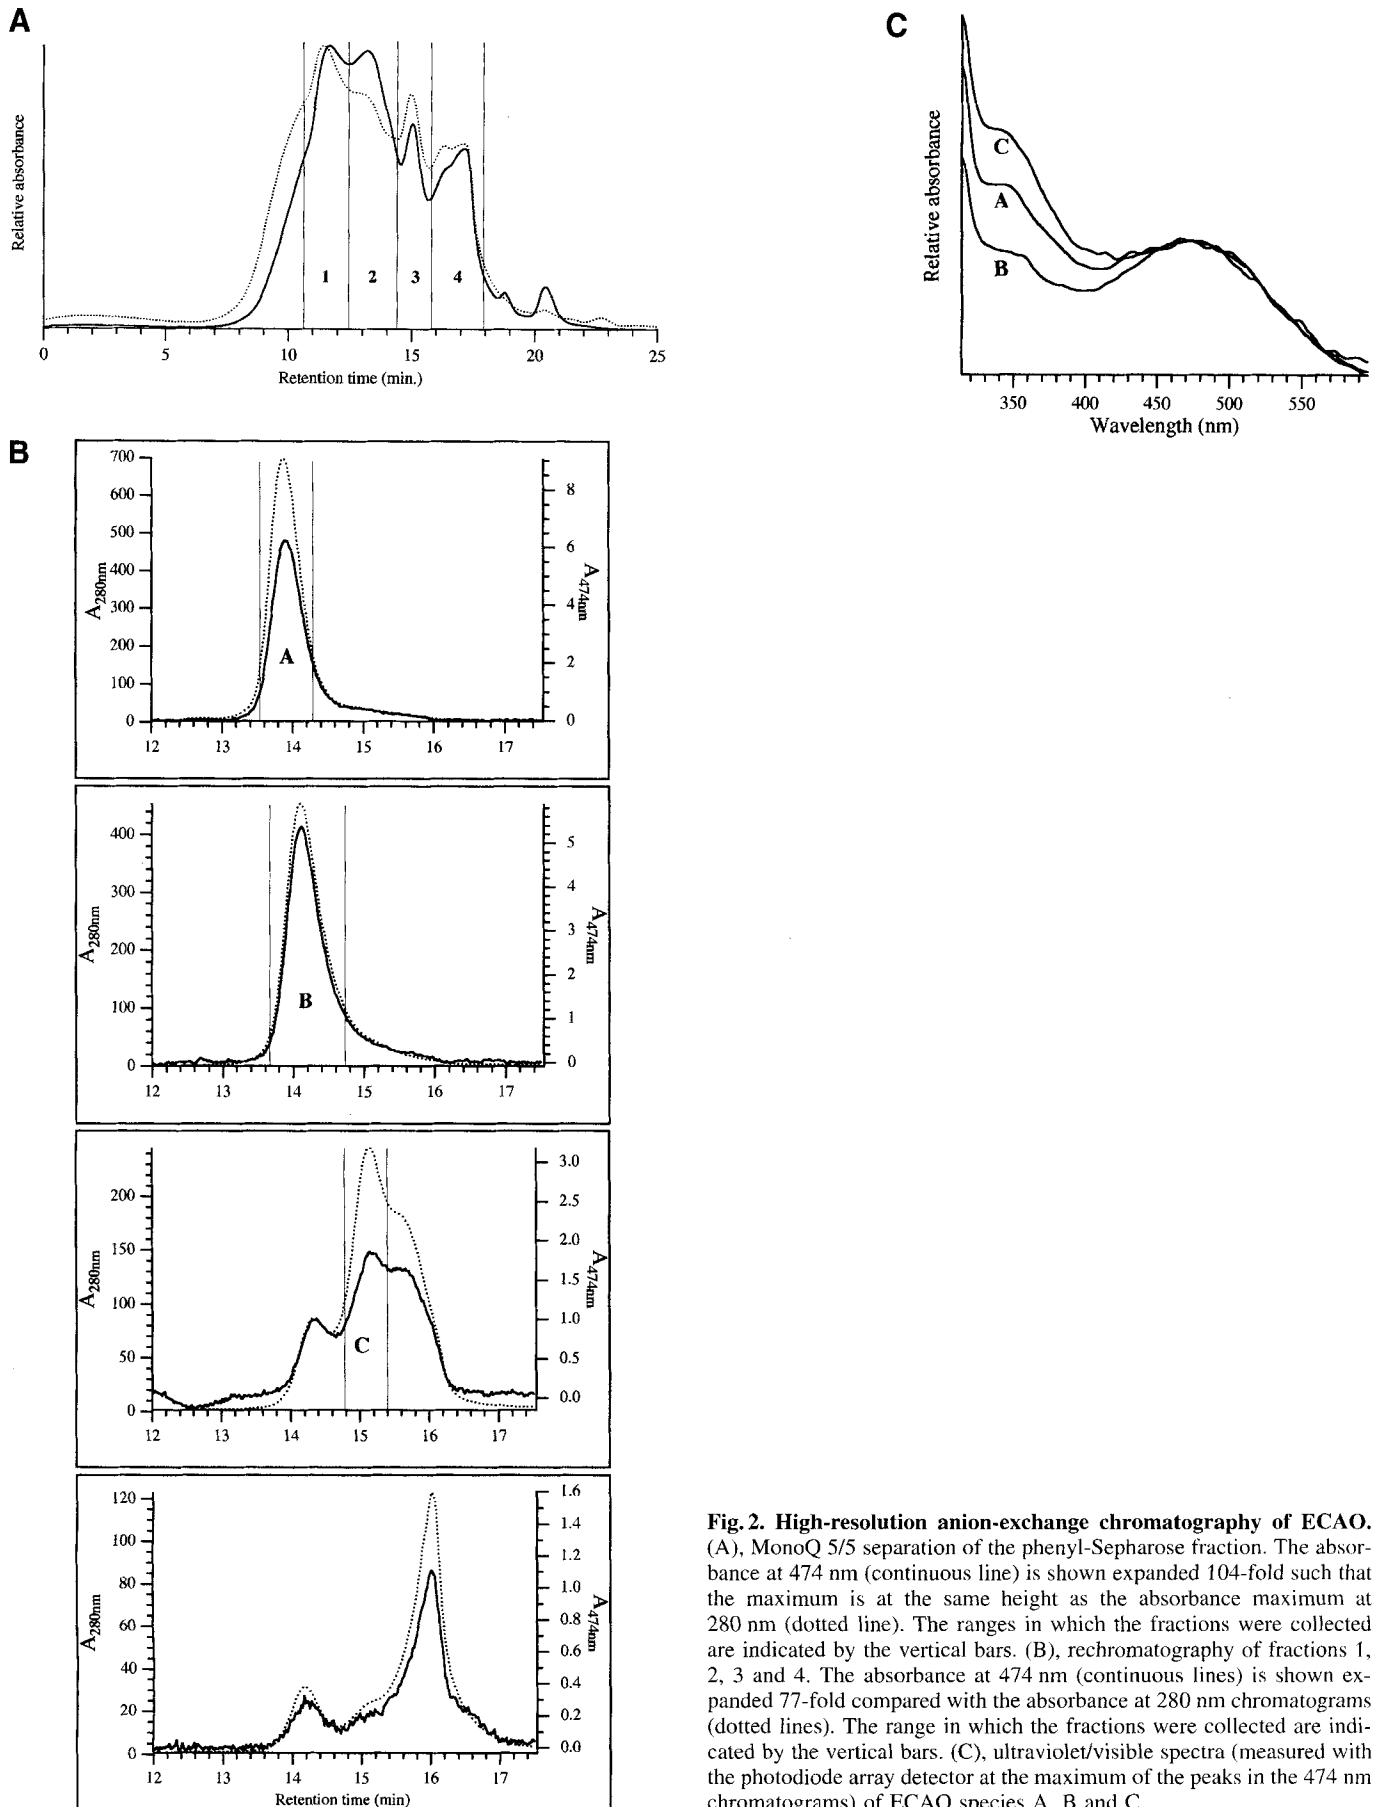 A
Relative absorbance
1 2 3 4
0 5 10 15 20 25
Retention time (min.)
C
Relative absorbance
C
A
B
350 400 450 500 550
Wavelength (nm)
B
700
600
500
400
300
200
100
0
A280nm
8
6
4
2
0
A474nm
A
12 13 14 15 16 17
400
300
200
100
0
A280nm
5
4
3
2
1
0
A474nm
B
12 13 14 15 16 17
200
150
100
50
0
A280nm
3.0
2.5
2.0
1.5
1.0
0.5
0.0
A474nm
C
12 13 14 15 16 17
120
100
80
60
40
20
0
A280nm
1.6
1.4
1.2
1.0
0.8
0.6
0.4
0.2
0.0
A474nm
12 13 14 15 16 17
Retention time (min)
Fig. 2. High-resolution anion-exchange chromatography of ECAO.
(A), MonoQ 5/5 separation of the phenyl-Sepharose fraction. The absor-
bance at 474 nm (continuous line) is shown expanded 104-fold such that
the maximum is at the same height as the absorbance maximum at
280 nm (dotted line). The ranges in which the fractions were collected
are indicated by the vertical bars. (B), rechromatography of fractions 1,
2, 3 and 4. The absorbance at 474 nm (continuous lines) is shown ex-
panded 77-fold compared with the absorbance at 280 nm chromatograms
(dotted lines). The range in which the fractions were collected are indi-
cated by the vertical bars. (C), ultraviolet/visible spectra (measured with
the photodiode array detector at the maximum of the peaks in the 474 nm
chromatograms) of ECAO species A, B and C.